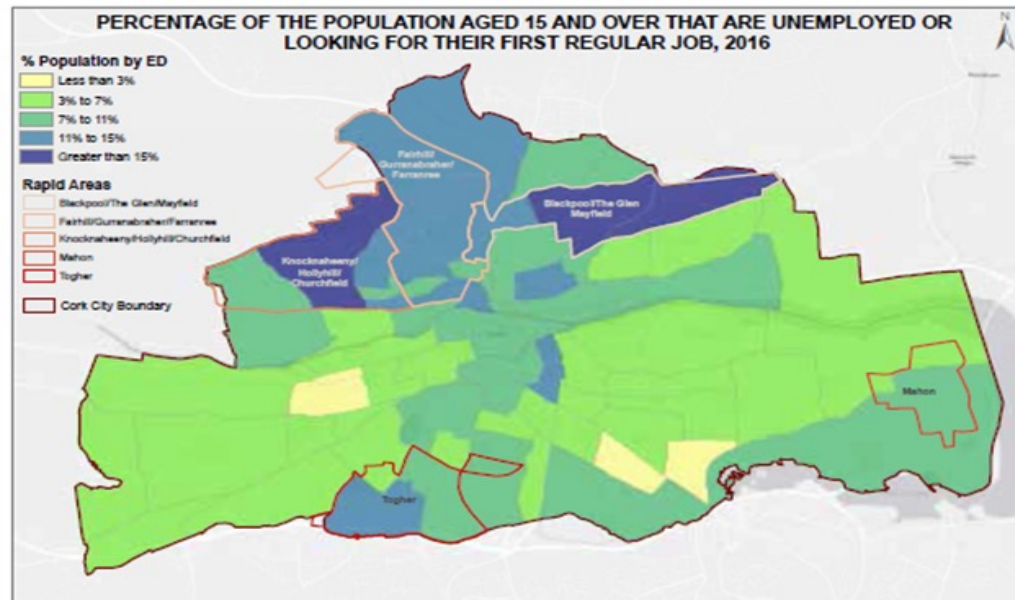 PERCENTAGE OF THE POPULATION AGED 15 AND OVER THAT ARE UNEMPLOYED OR
LOOKING FOR THEIR FIRST REGULAR JOB, 2016
N
% Population by ED
Less than 3%
3% to 7%
7% to 11%
11% to 15%
Greater than 15%
Rapid Areas
Blackpool/The Glen/Mayfield
Fairhill/Gurranabraher/Farranree
Knocknaheeny/Hollyhill/Churchfield
Mahon
Togher
Cork City Boundary
Fairhill/
Gurranabraher/
Farranree
Blackpool/The Glen
Mayfield
Knocknaheeny/
Hollyhill/
Churchfield
Mahon
Togher